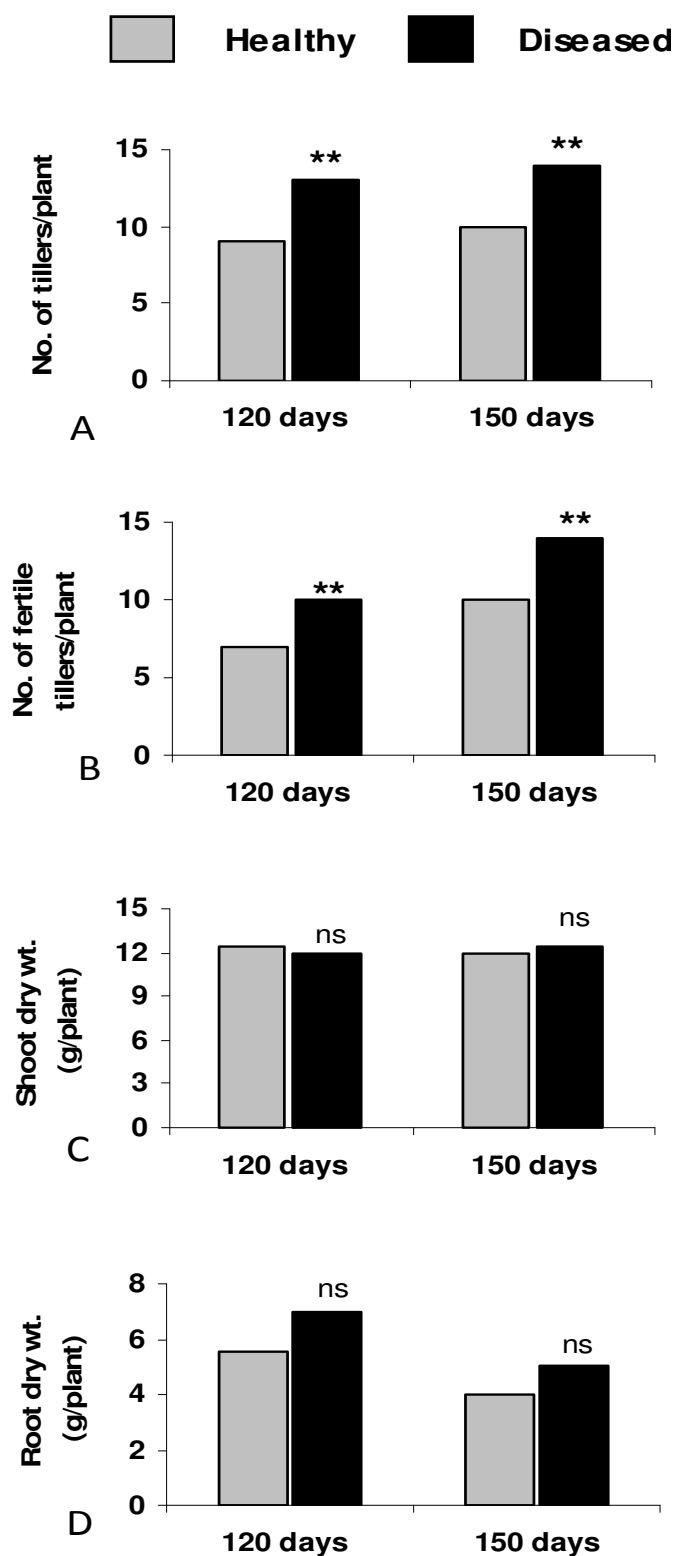 Healthy Diseased
No. of tillers/plant
15
10
5
0
** **
120 days 150 days
A
No. of fertile
tillers/plant
15
10
5
0
** **
120 days 150 days
B
Shoot dry wt.
(g/plant)
15
12
9
6
3
0
ns ns
120 days 150 days
C
Root dry wt.
(g/plant)
8
6
4
2
0
ns ns
120 days 150 days
D